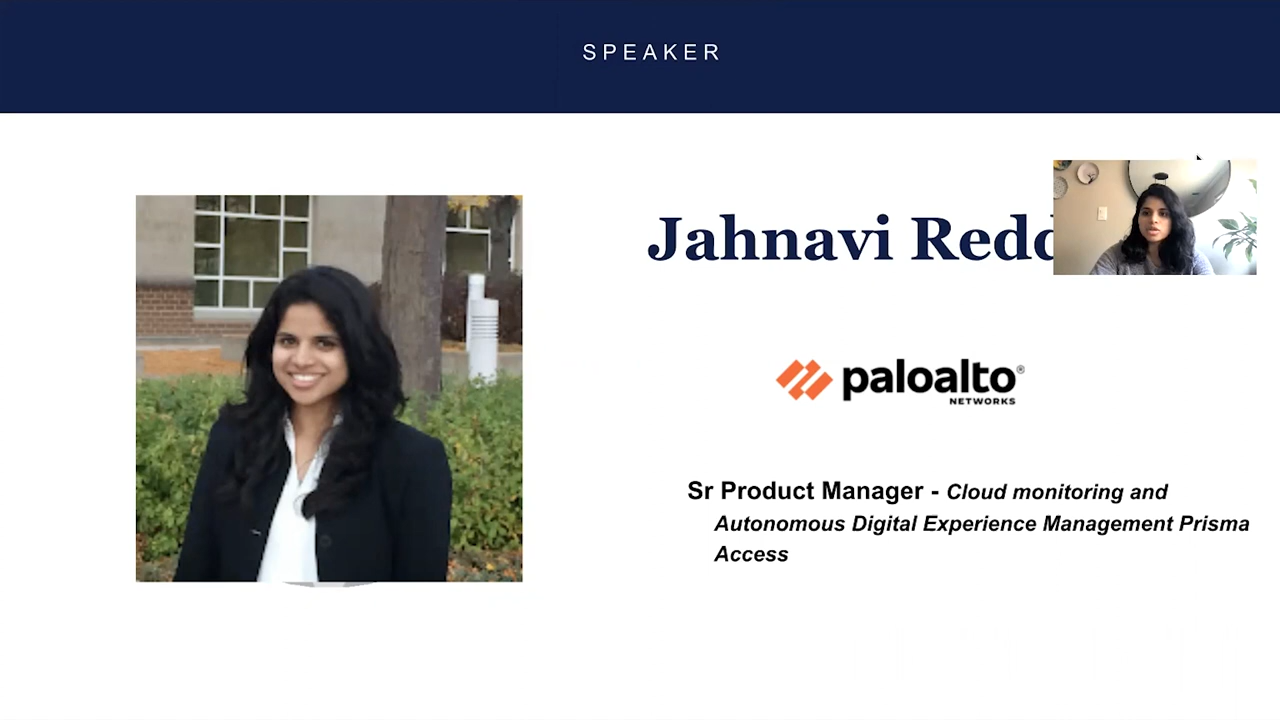 SPEAKER
Jahnavi Redd
paloalto®
NETWORKS
Sr Product Manager - Cloud monitoring and
Autonomous Digital Experience Management Prisma
Access